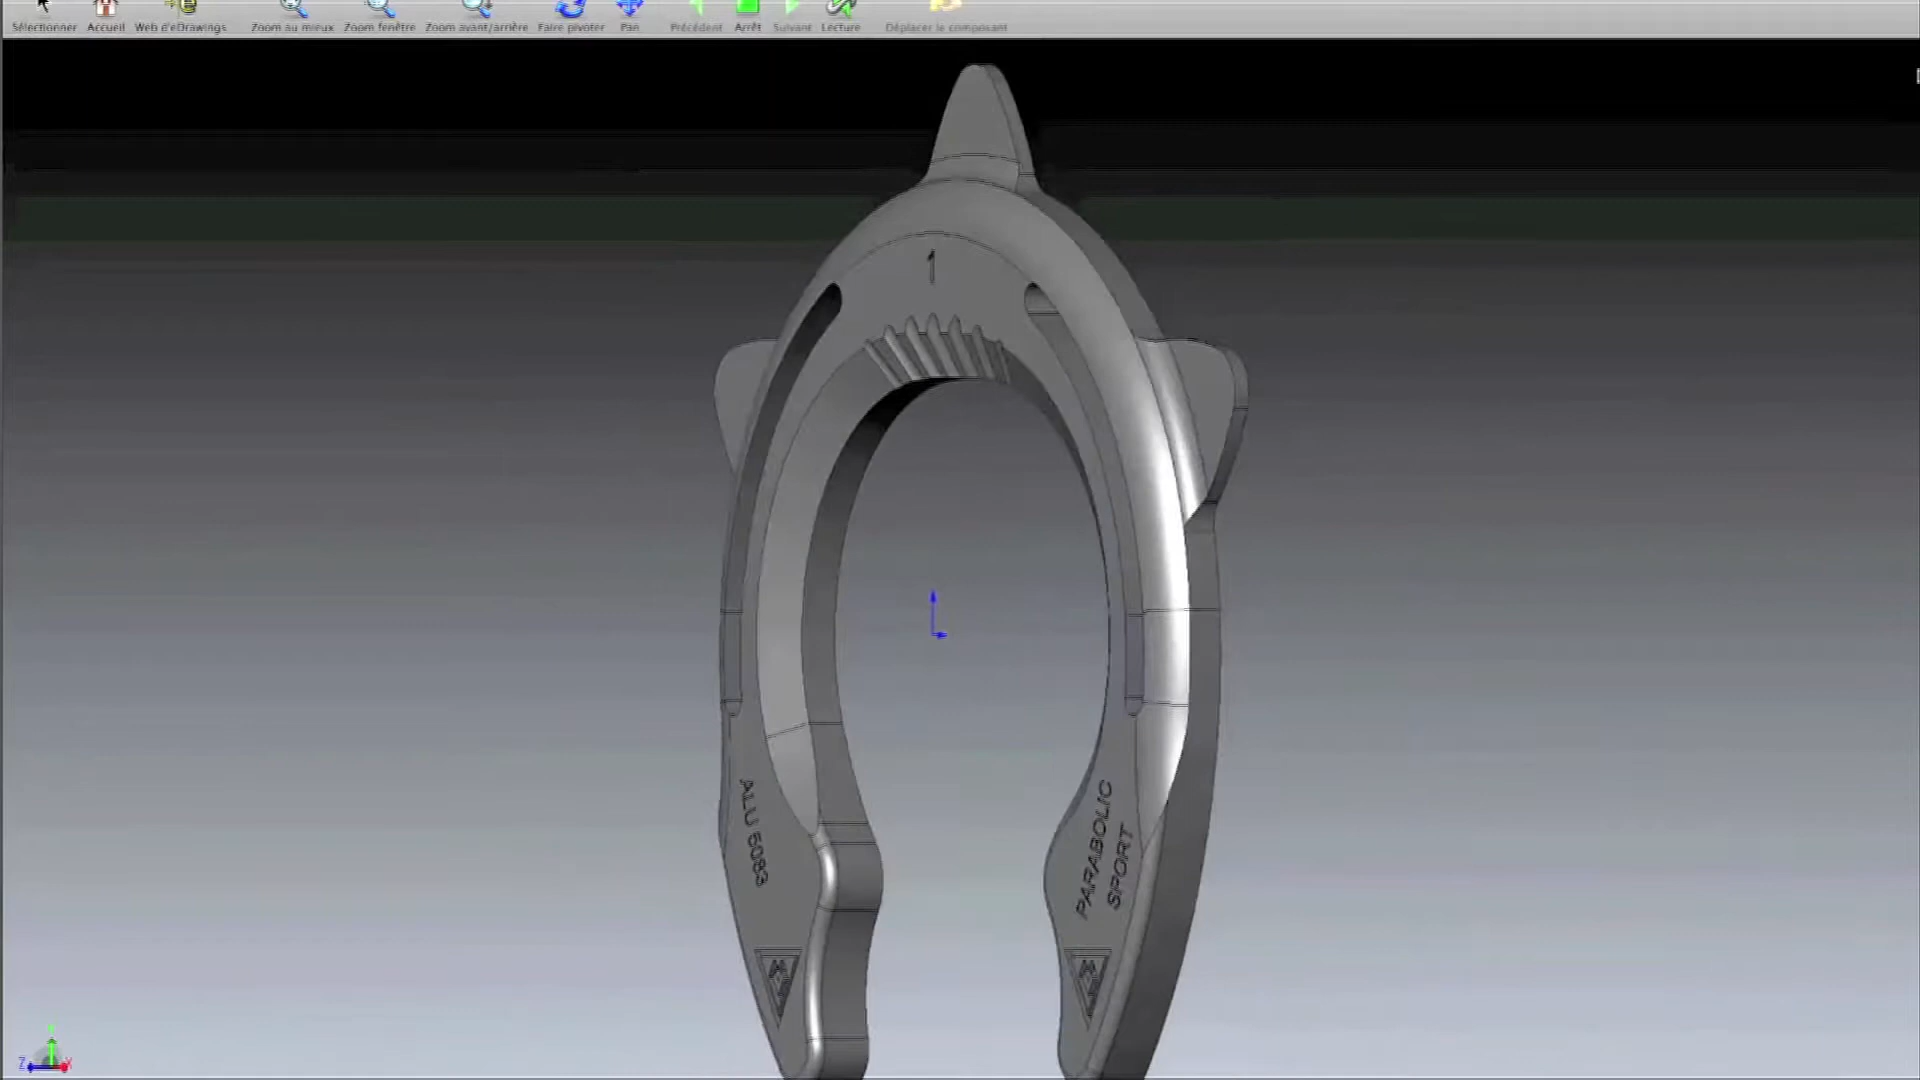 Sélectionner Accueil Web d'eDrawings Zoom au mieux Zoom fenêtre Zoom avant/arrière Faire pivoter Pan Précédent Arrêt Suivant Lecture Déplacer le composant
1
ALU 5083
PARABOLIC
SPORT
Z X